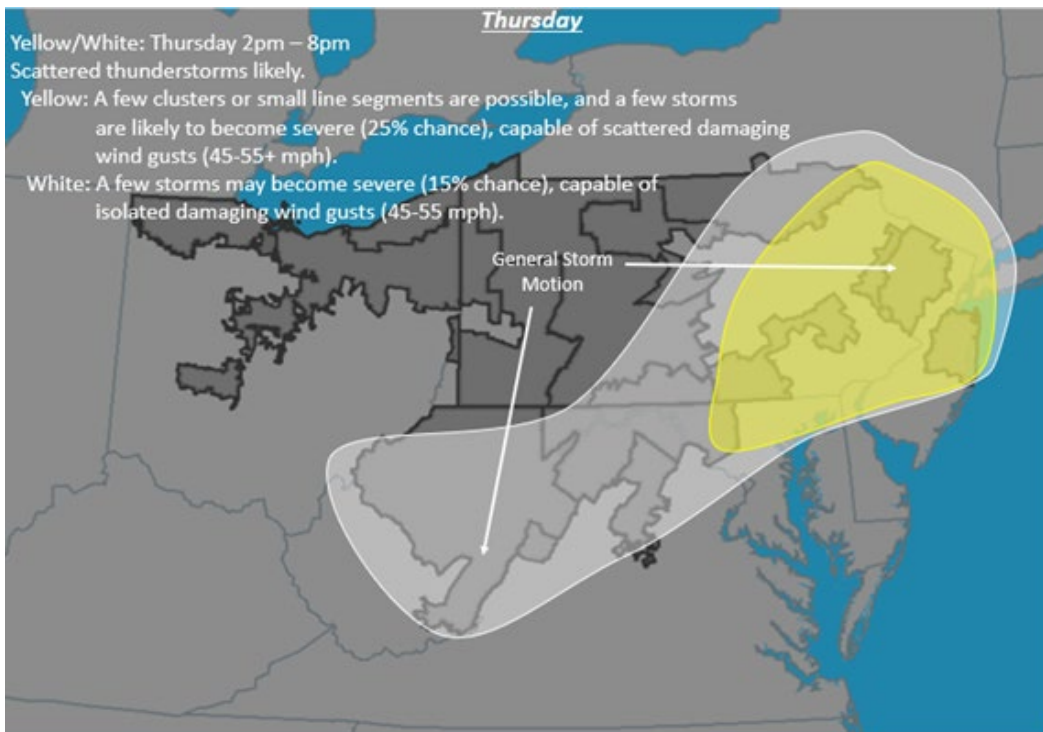 Thursday
Yellow/White: Thursday 2pm – 8pm
Scattered thunderstorms likely.
Yellow: A few clusters or small line segments are possible, and a few storms
are likely to become severe (25% chance), capable of scattered damaging
wind gusts (45-55+ mph).
White: A few storms may become severe (15% chance), capable of
isolated damaging wind gusts (45-55 mph).
General Storm
Motion